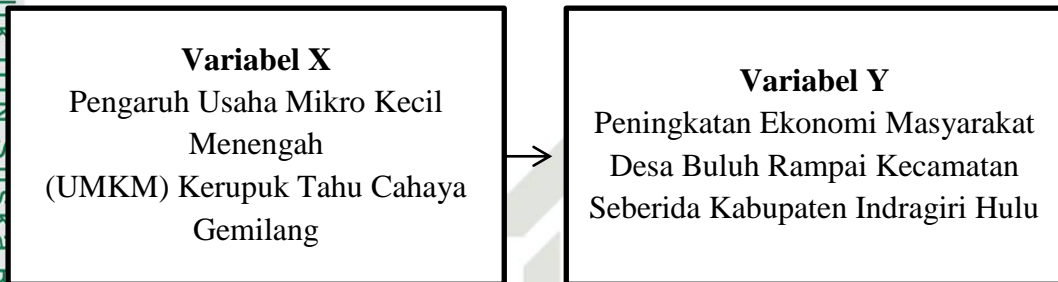 Variabel X
Pengaruh Usaha Mikro Kecil
Menengah
(UMKM) Kerupuk Tahu Cahaya
Gemilang
Variabel Y
Peningkatan Ekonomi Masyarakat
Desa Buluh Rampai Kecamatan
Seberida Kabupaten Indragiri Hulu